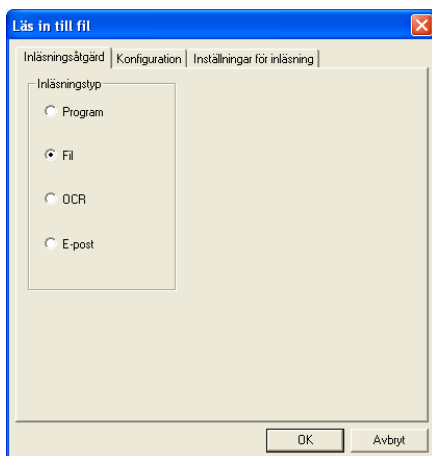 Läs in till fil
Inläsningsåtgärd Konfiguration Inställningar för inläsning
Inläsningstyp
Program
Fil
OCR
E-post
OK Avbryt